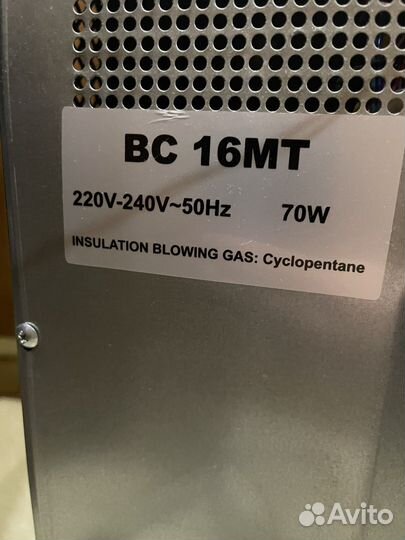 BC 16MT
220V-240V~50Hz 70W
INSULATION BLOWING GAS: Cyclopentane
Avito